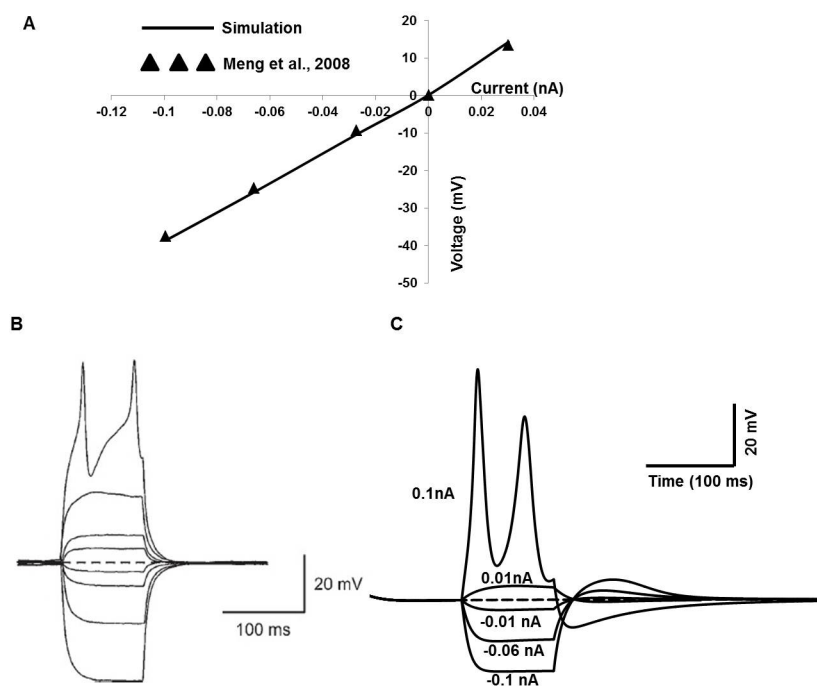 A
Simulation
Meng et al., 2008
20
10
0
-10
-20
-30
-40
-50
Current (nA)
-0.12 -0.1 -0.08 -0.06 -0.04 -0.02 0 0.02 0.04
Voltage (mV)
B
20 mV
100 ms
C
0.1nA
0.01nA
-0.01 nA
-0.06 nA
-0.1 nA
20 mV
Time (100 ms)